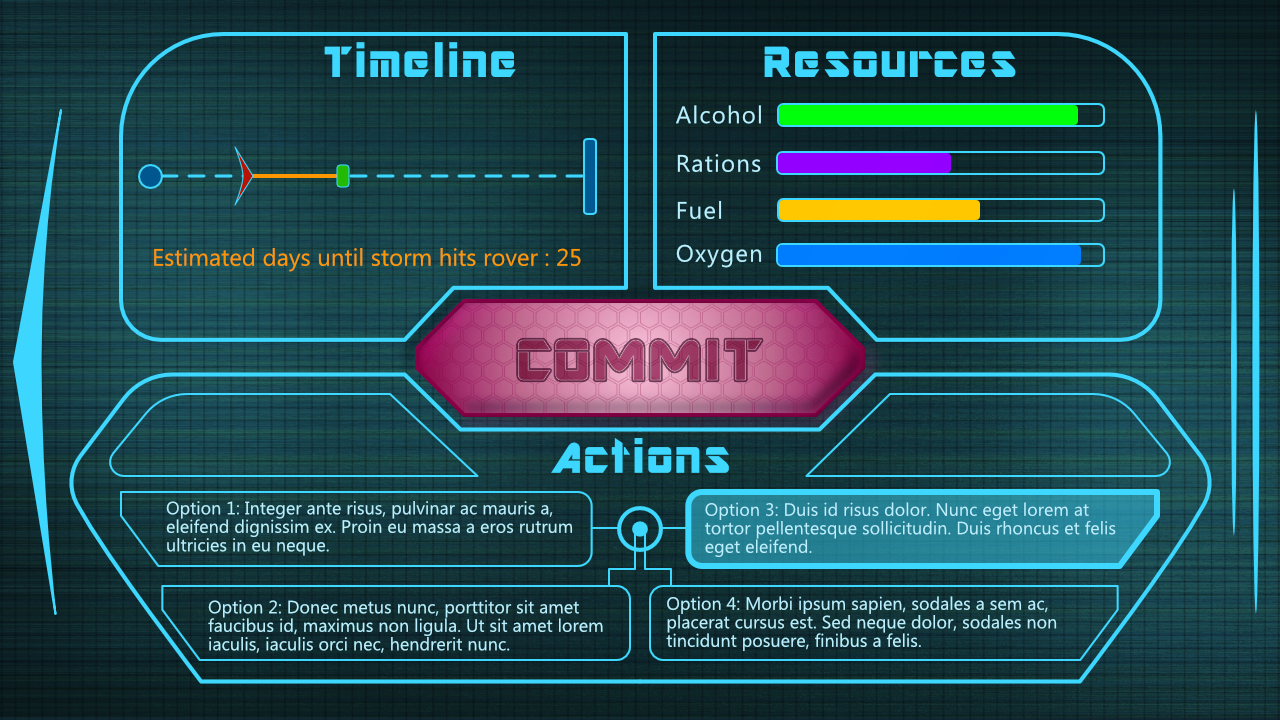 Timeline
Estimated days until storm hits rover : 25
Resources
Alcohol
Rations
Fuel
Oxygen
COMMIT
Actions
Option 1: Integer ante risus, pulvinar ac mauris a,
eleifend dignissim ex. Proin eu massa a eros rutrum
ultricies in eu neque.
Option 2: Donec metus nunc, porttitor sit amet
faucibus id, maximus non ligula. Ut sit amet lorem
iaculis, iaculis orci nec, hendrerit nunc.
Option 3: Duis id risus dolor. Nunc eget lorem at
tortor pellentesque sollicitudin. Duis rhoncus et felis
eget eleifend.
Option 4: Morbi ipsum sapien, sodales a sem ac,
placerat cursus est. Sed neque dolor, sodales non
tincidunt posuere, finibus a felis.